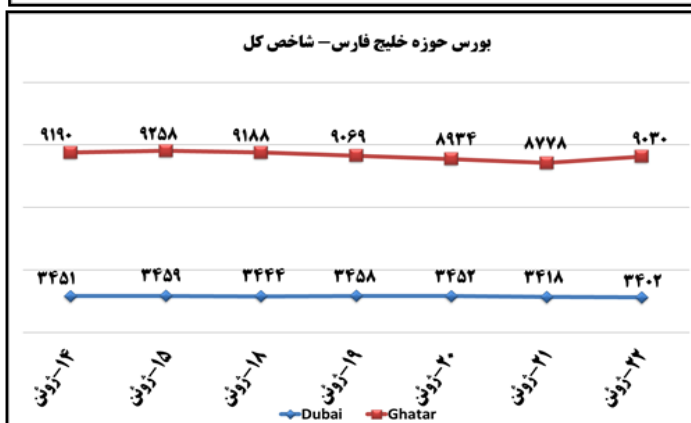 بورس حوزه خلیج فارس– شاخص کل
۹۱۹۰ ۹۲۵۸ ۹۱۸۸ ۹۰۶۹ ۸۹۳۴ ۸۷۷۸ ۹۰۳۰
۳۴۵۱ ۳۴۵۹ ۳۴۴۴ ۳۴۵۸ ۳۴۵۲ ۳۴۱۸ ۳۴۰۲
۱۴-ژوئن ۱۵-ژوئن ۱۸-ژوئن ۱۹-ژوئن ۲۰-ژوئن ۲۱-ژوئن ۲۲-ژوئن
Dubai Ghatar